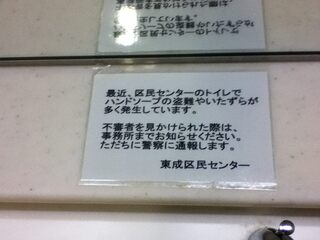 最近、区民センターのトイレで
ハンドソープの盗難やいたずらが
多く発生しています。
不審者を見かけられた際は、
事務所までお知らせください。
ただちに警察に通報します。
東成区民センター